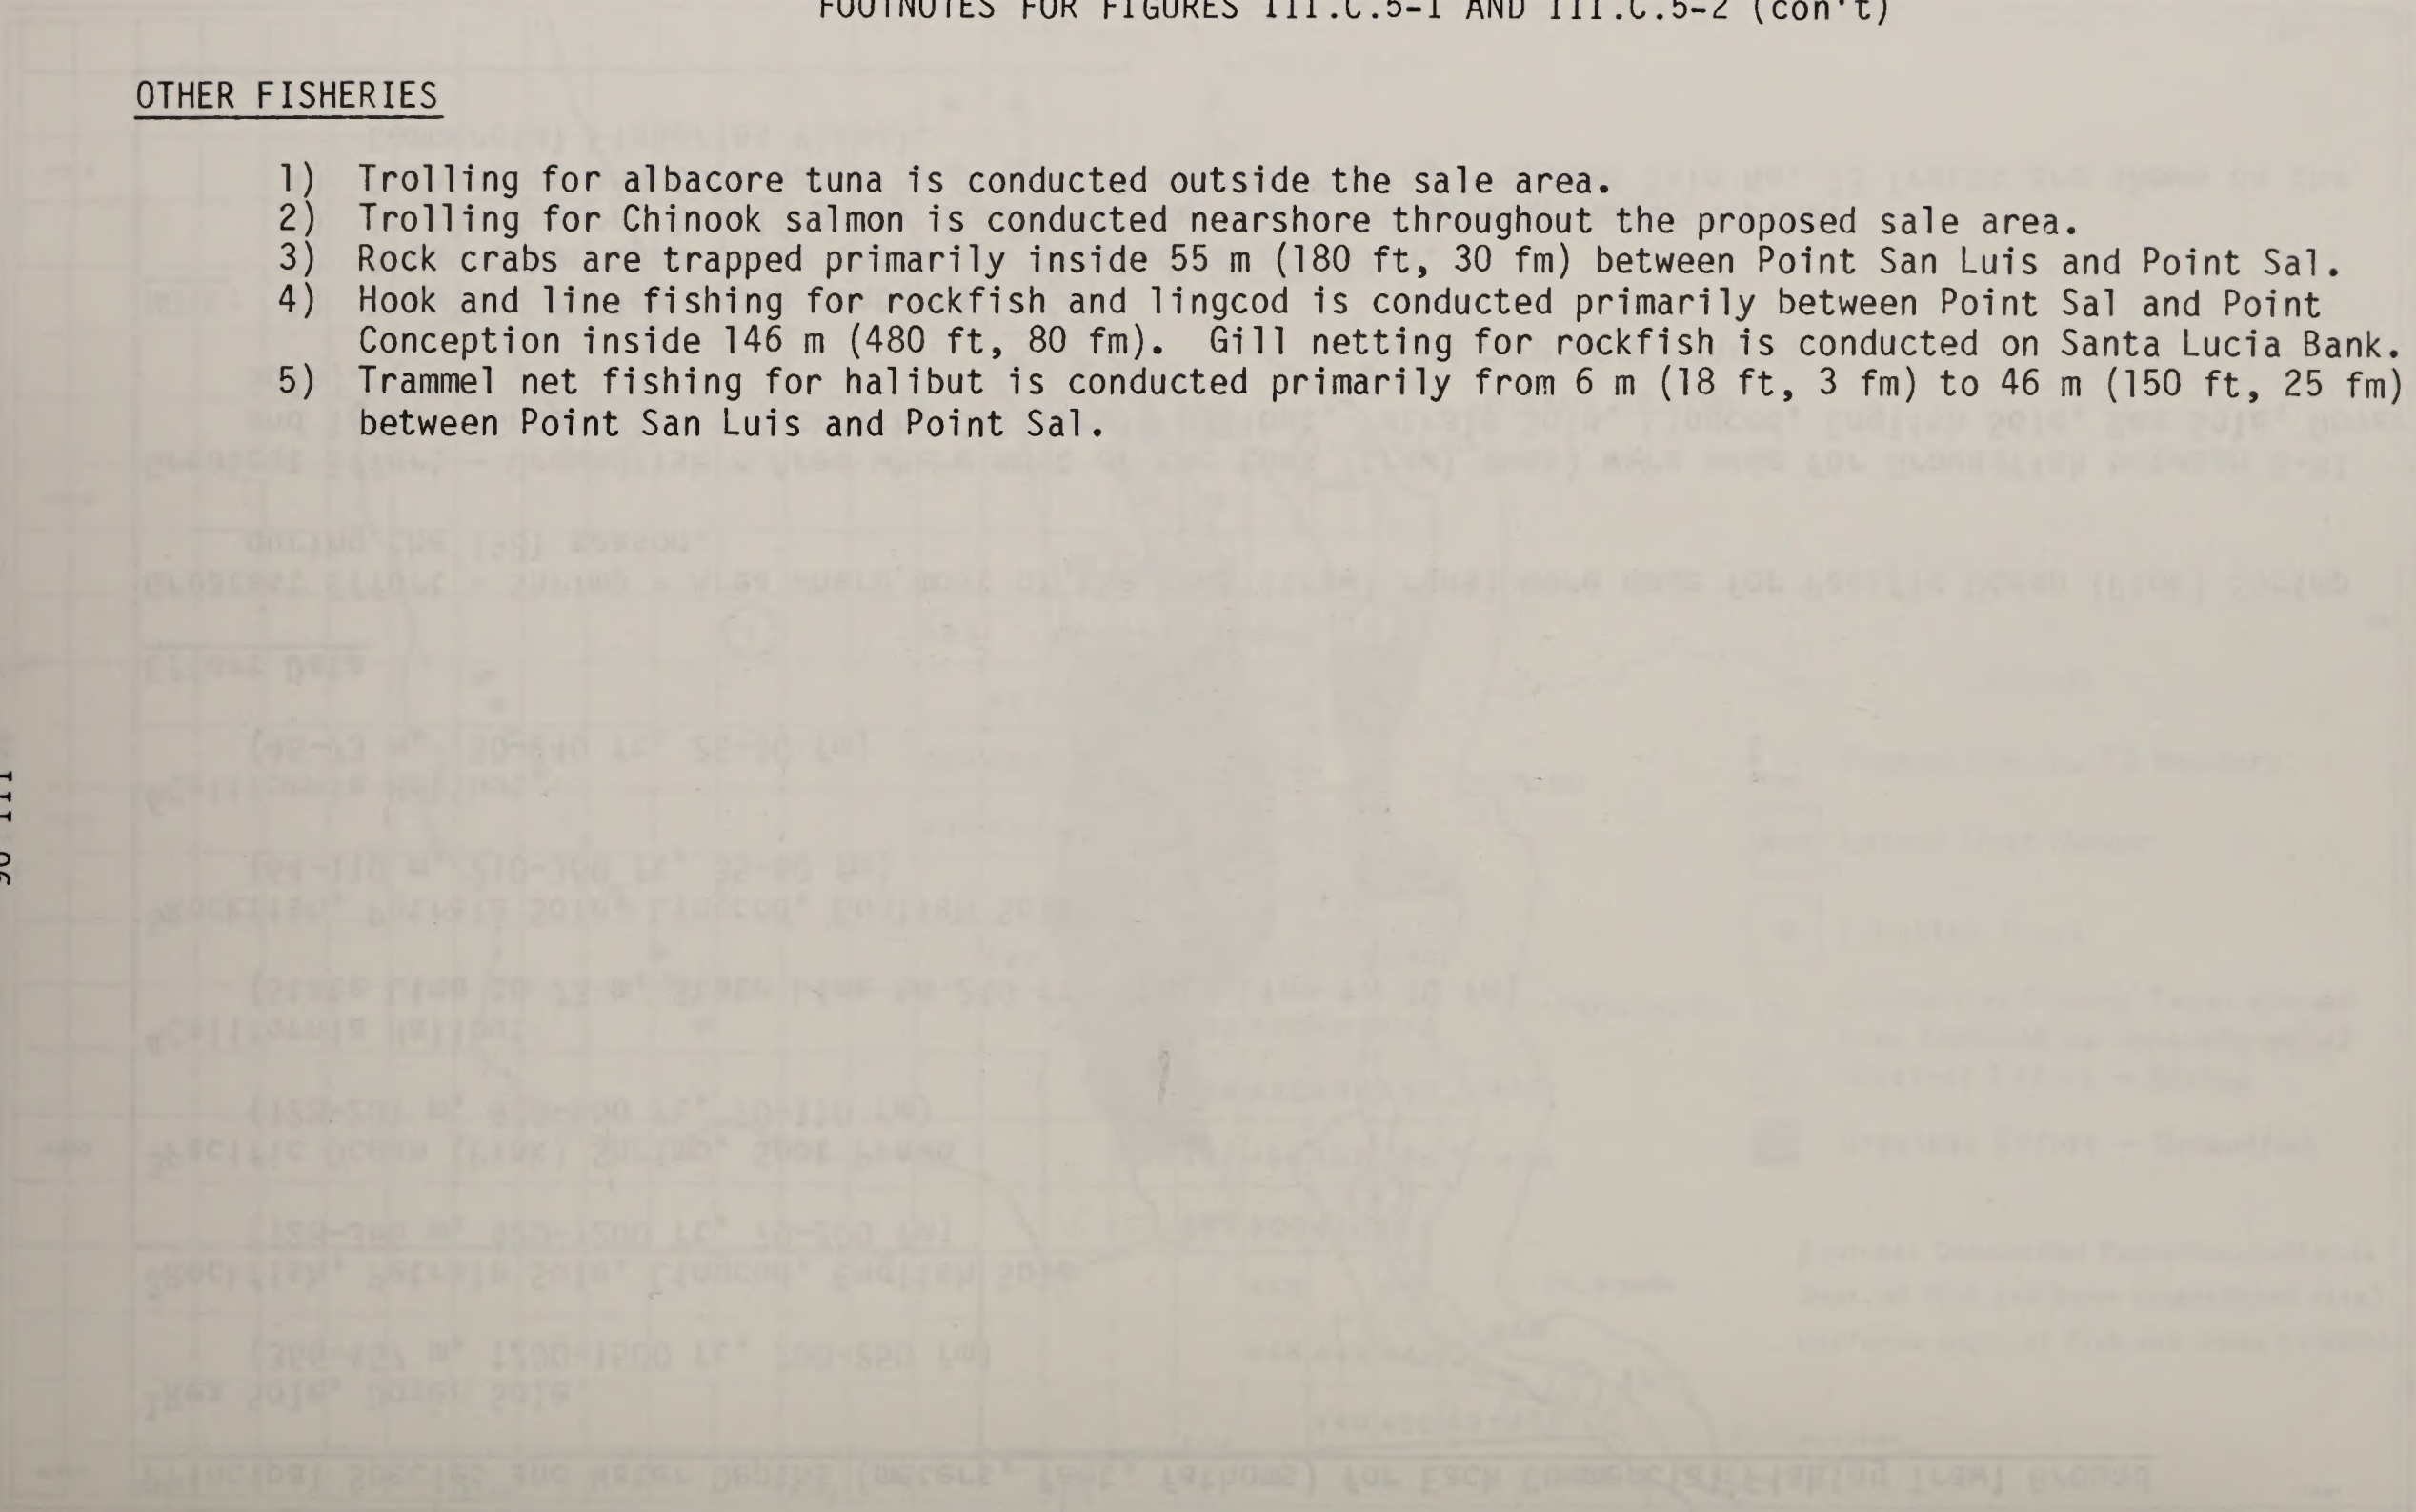 FOOTNOTES FOR FIGURES III.C.5-1 AND III.C.5-2 (con't)
OTHER FISHERIES
1) Trolling for albacore tuna is conducted outside the sale area.
2) Trolling for Chinook salmon is conducted nearshore throughout the proposed sale area.
3) Rock crabs are trapped primarily inside 55 m (180 ft, 30 fm) between Point San Luis and Point Sal.
4) Hook and line fishing for rockfish and lingcod is conducted primarily between Point Sal and Point
Conception inside 146 m (480 ft, 80 fm). Gill netting for rockfish is conducted on Santa Lucia Bank.
5) Trammel net fishing for halibut is conducted primarily from 6 m (18 ft, 3 fm) to 46 m (150 ft, 25 fm)
between Point San Luis and Point Sal.